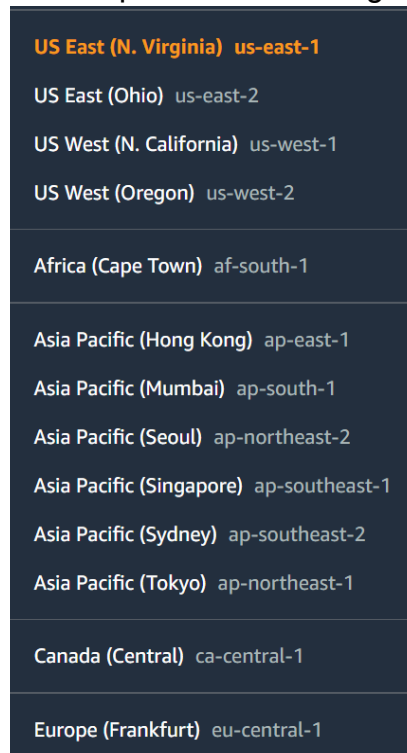 US East (N. Virginia) us-east-1
US East (Ohio) us-east-2
US West (N. California) us-west-1
US West (Oregon) us-west-2
Africa (Cape Town) af-south-1
Asia Pacific (Hong Kong) ap-east-1
Asia Pacific (Mumbai) ap-south-1
Asia Pacific (Seoul) ap-northeast-2
Asia Pacific (Singapore) ap-southeast-1
Asia Pacific (Sydney) ap-southeast-2
Asia Pacific (Tokyo) ap-northeast-1
Canada (Central) ca-central-1
Europe (Frankfurt) eu-central-1